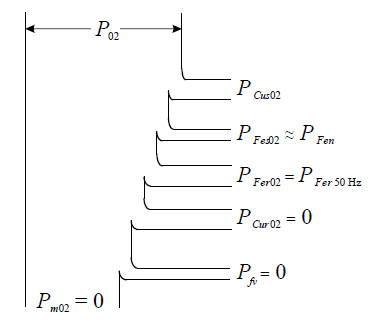 P02
PCus02
PFes02 ≈ PFen
PFer02 = PFer 50 Hz
PCur02 = 0
Pfv = 0
Pm02 = 0